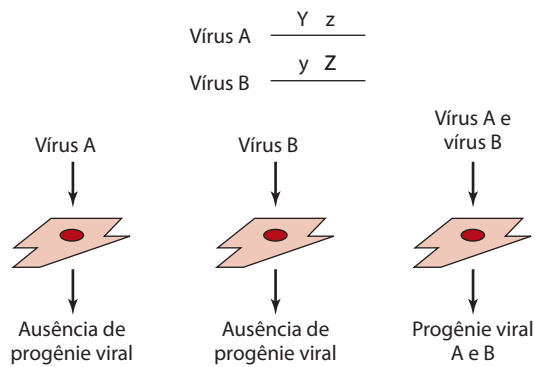 Vírus A Y z
Vírus B y Z
Vírus A
Vírus B
Vírus A e
vírus B
Ausência de
progênie viral
Ausência de
progênie viral
Progênie viral
A e B